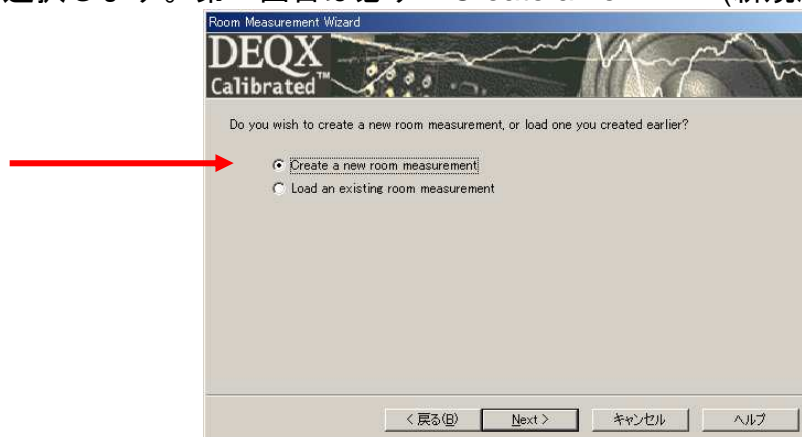 選択します。第一回目は必ず Create a new
Room Measurement Wizard
DEQX
Calibrated™
Do you wish to create a new room measurement, or load one you created earlier?
Create a new room measurement
Load an existing room measurement
< 戻る(B) Next > キャンセル ヘルプ